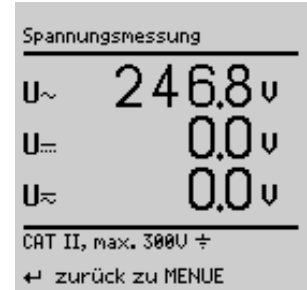 Spannungsmessung
U~ 246.8 V
U⎓ 0.0 V
U≂ 0.0 V
CAT II, max. 300V ⏚
↵ zurück zu MENUE